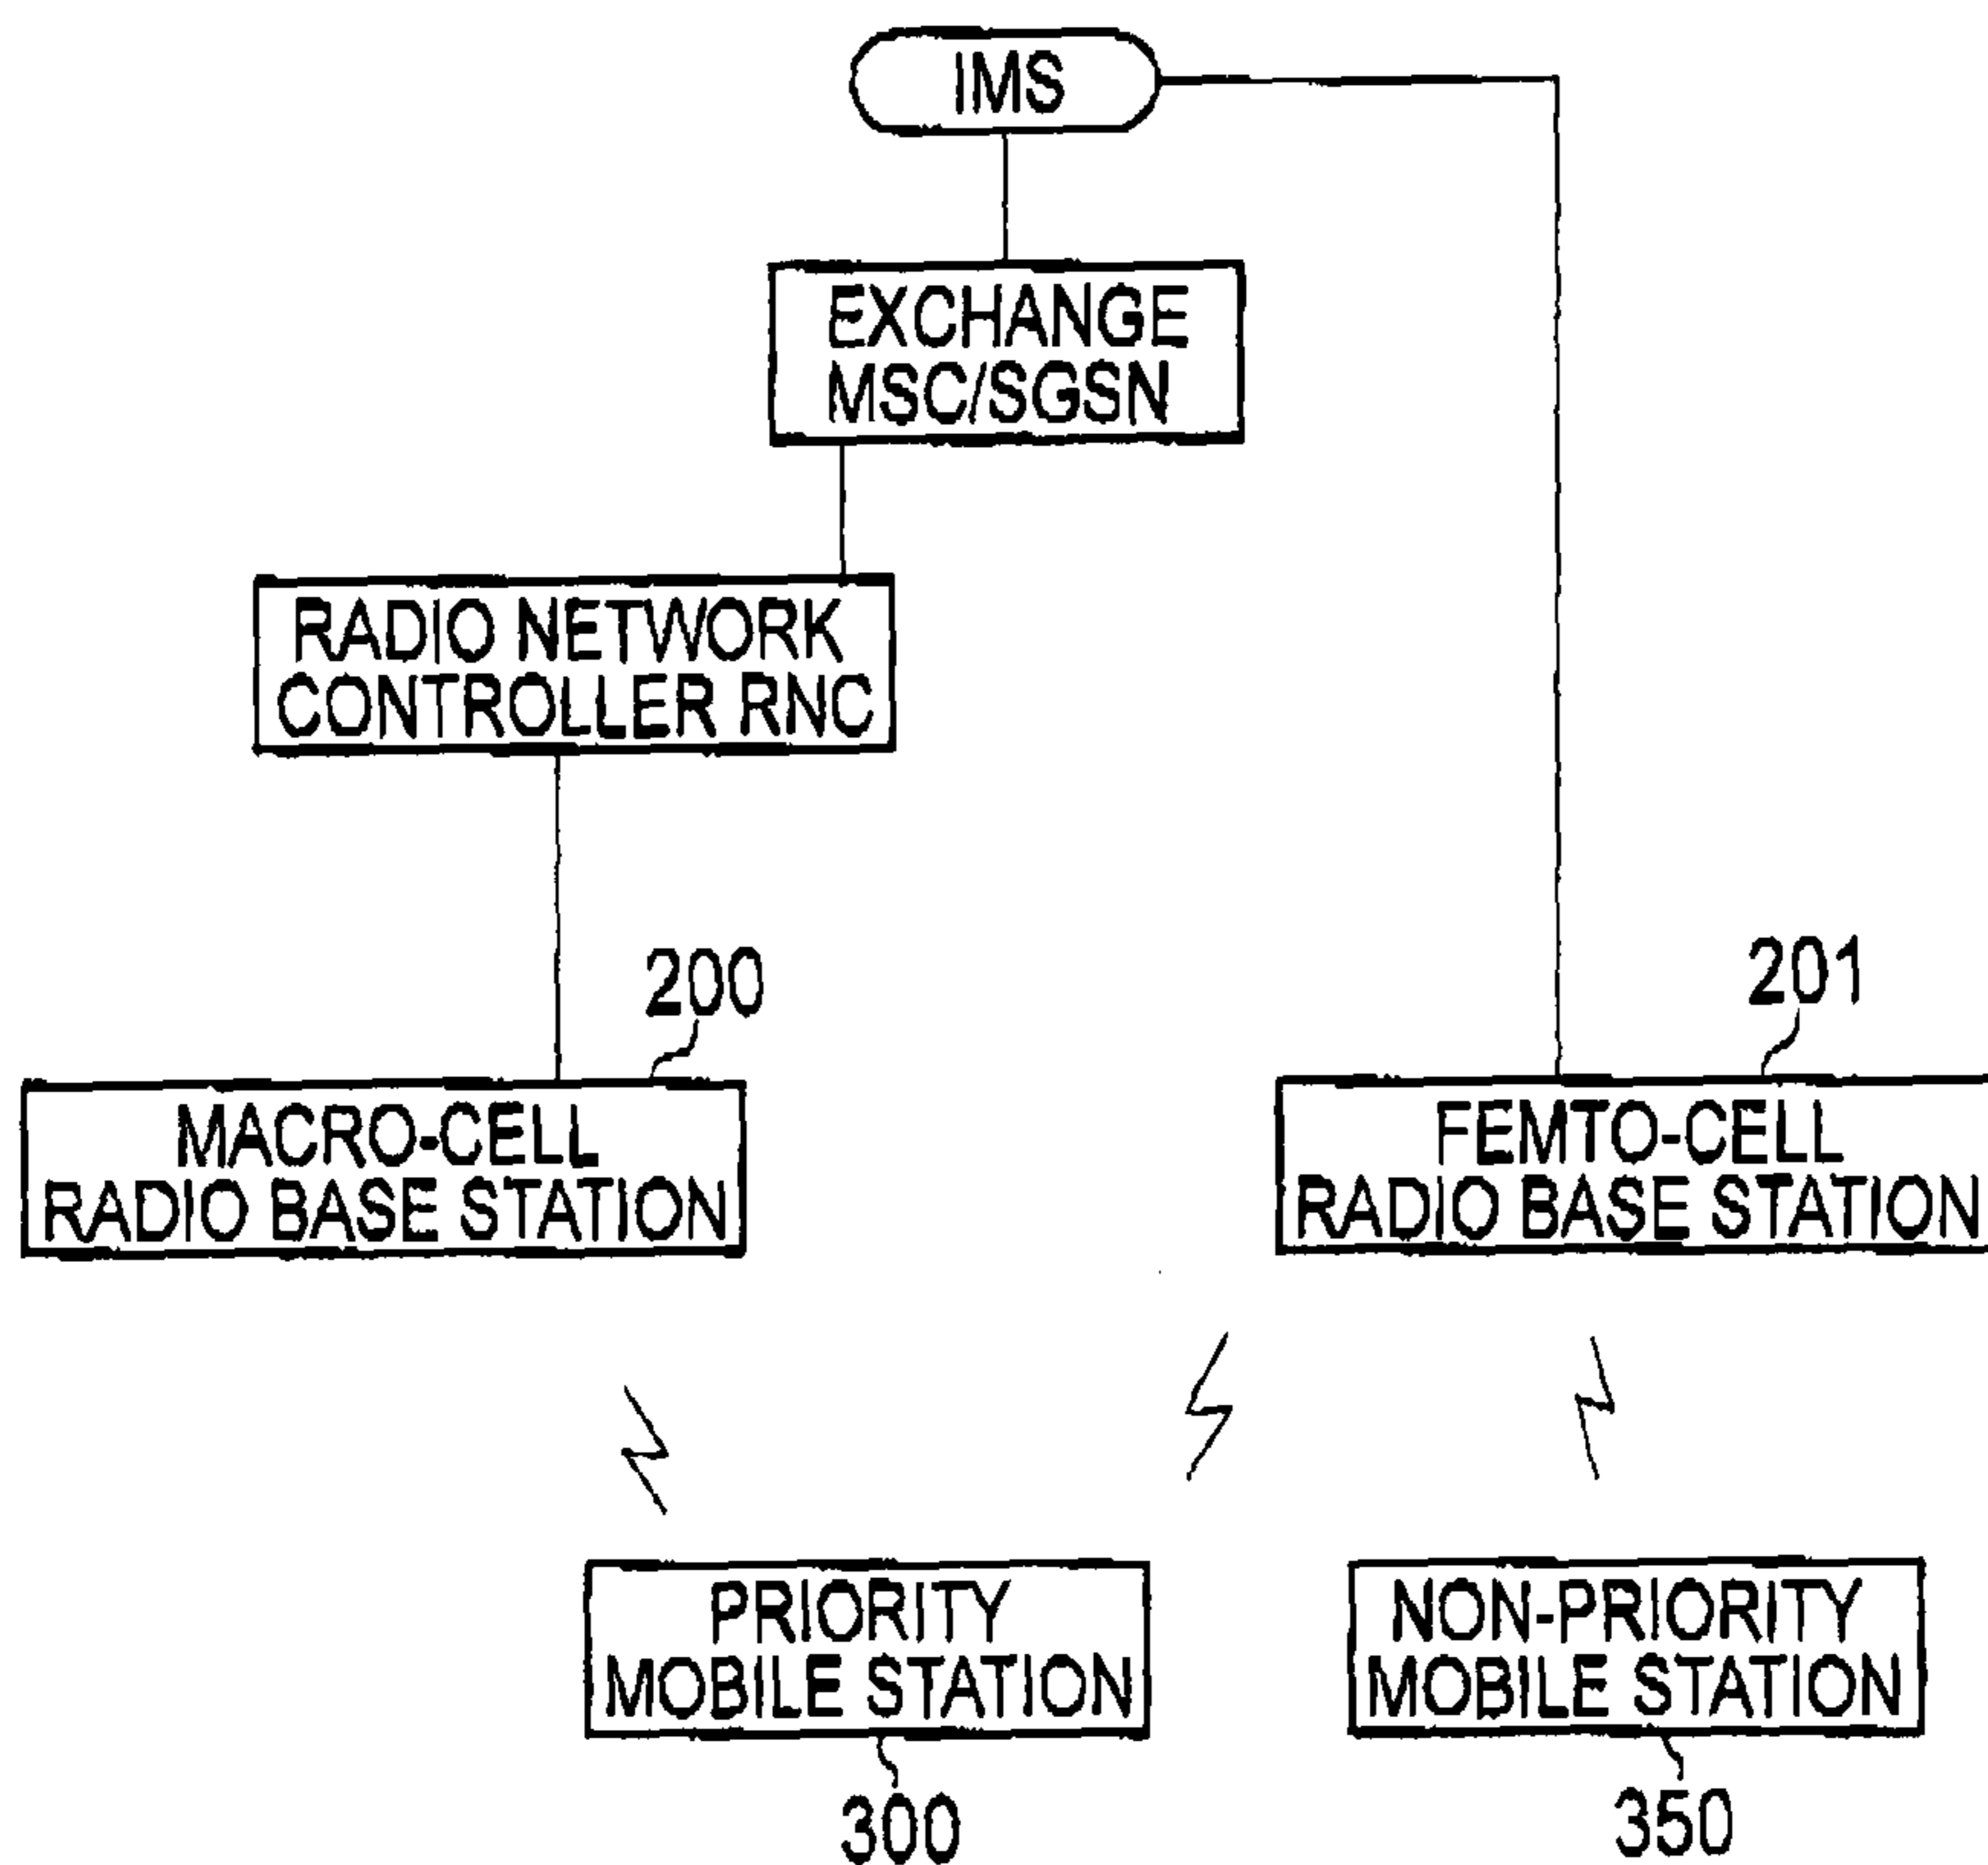 IMS
EXCHANGE
MSC/SGSN
RADIO NETWORK
CONTROLLER RNC
200
201
MACRO-CELL
RADIO BASE STATION
FEMTO-CELL
RADIO BASE STATION
PRIORITY
MOBILE STATION
NON-PRIORITY
MOBILE STATION
300
350